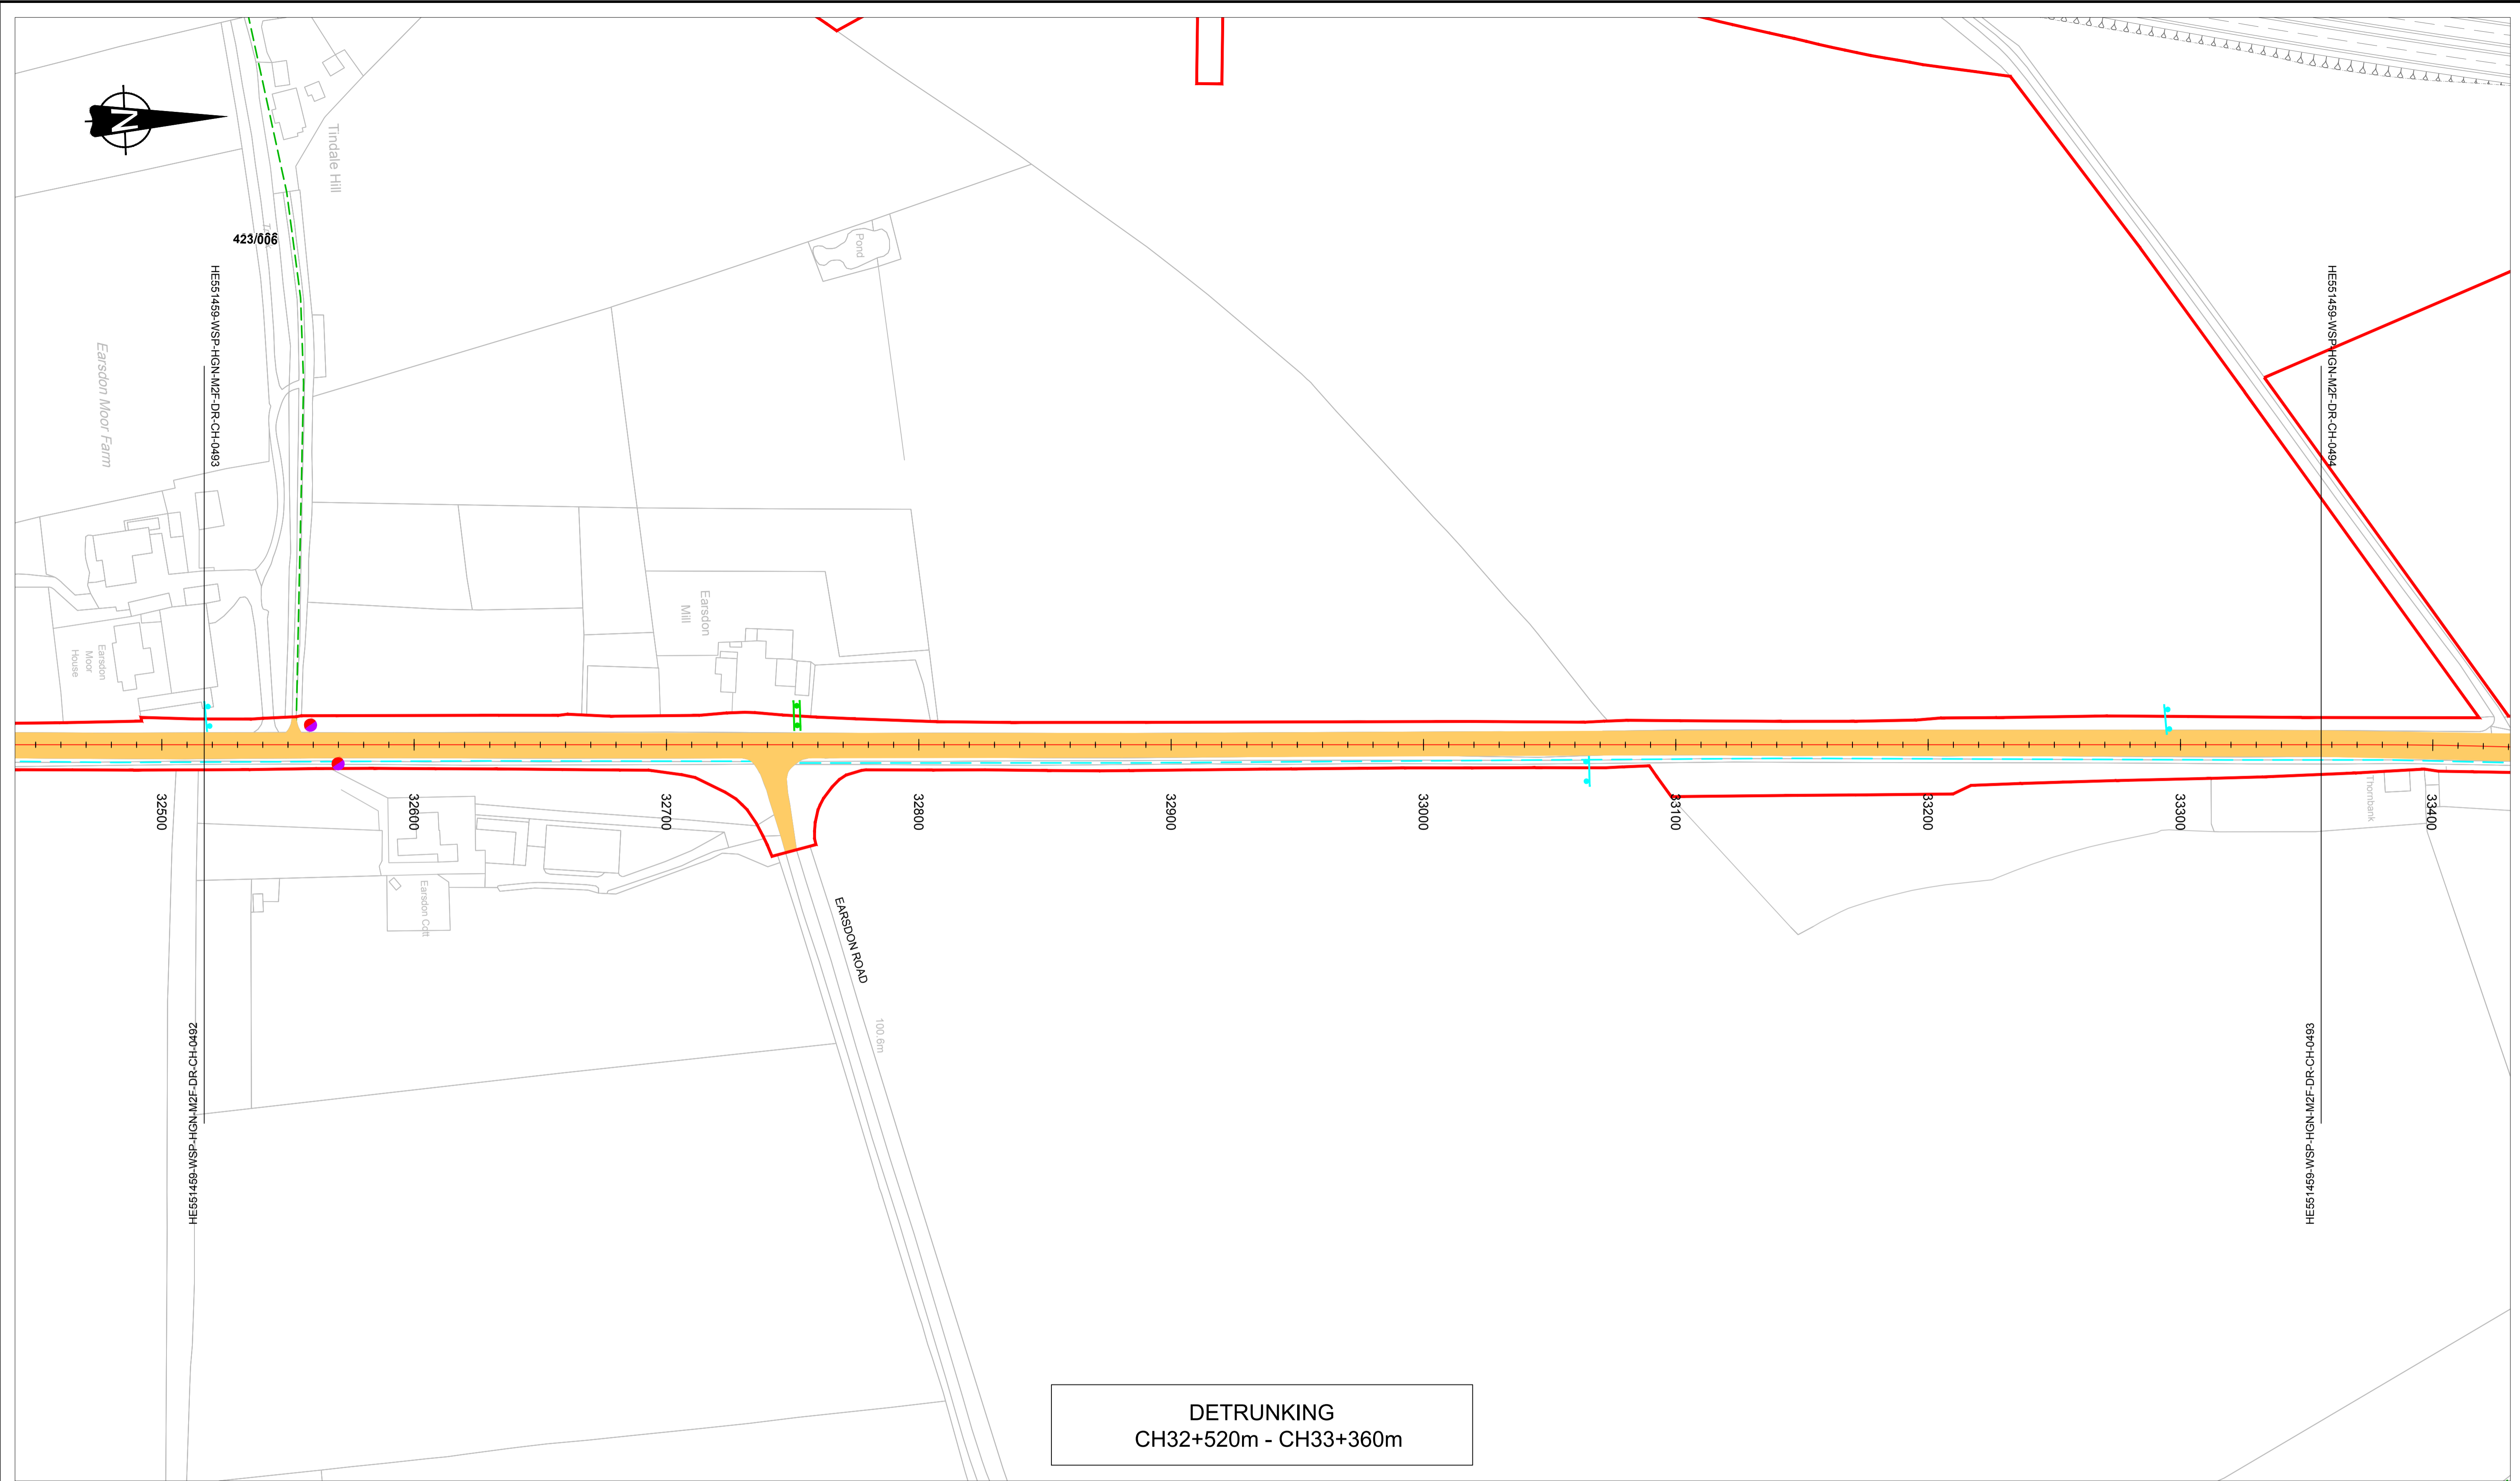 N
Tindale Hill
423/006
HE551459-WSP-HGN-M2F-DR-CH-0493
Earsdon Moor Farm
Pond
HE551459-WSP-HGN-M2F-DR-CH-0494
Earsdon
Mill
Earsdon
Moor
House
32500
32600
32700
32800
32900
33000
33100
33200
33300
33400
Thornbank
Earsdon Cott
EARSDON ROAD
100.6m
HE551459-WSP-HGN-M2F-DR-CH-0492
HE551459-WSP-HGN-M2F-DR-CH-0493
DETRUNKING
CH32+520m - CH33+360m